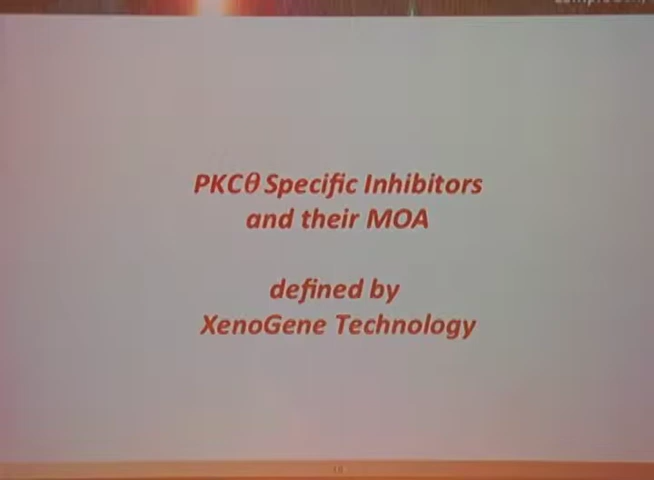 PKCθ Specific Inhibitors
and their MOA
defined by
XenoGene Technology